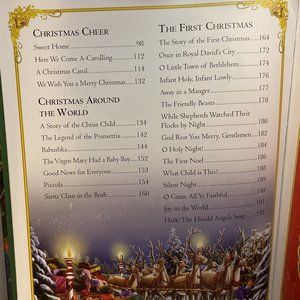 CHRISTMAS CHEER
Sweet Home 98
Here We Come A-Carolling 112
A Christmas Carol 114
We Wish You a Merry Christmas 132
CHRISTMAS AROUND
THE WORLD
A Story of the Christ Child 134
The Legend of the Poinsettia 142
Babushka 144
The Virgin Mary Had a Baby Boy 152
Good News for Everyone 153
Piccola 154
Santa Claus in the Bush 160
THE FIRST CHRISTMAS
The Story of the First Christmas 164
Once in Royal David's City 172
O Little Town of Bethlehem 174
Infant Holy, Infant Lowly 176
Away in a Manger 177
The Friendly Beasts 178
While Shepherds Watched Their
Flocks by Night 180
God Rest You Merry, Gentlemen 182
O Holy Night! 184
The First Noel 186
What Child is This? 188
Silent Night 189
O Come All Ye Faithful 190
Joy to the World 191
Hark! The Herald Angels Sing 192